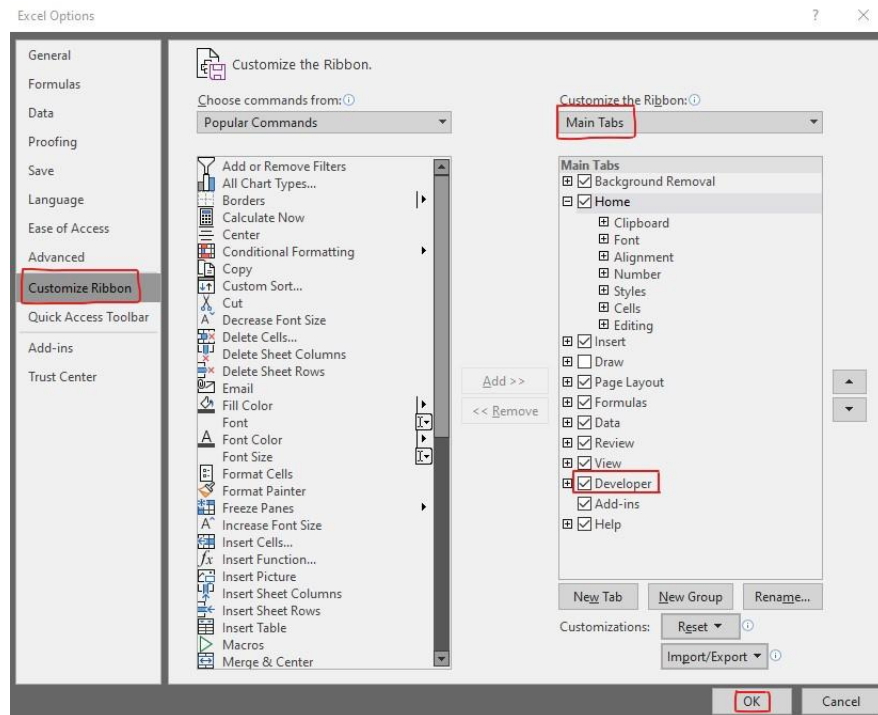 Excel Options
?
General
Formulas
Data
Proofing
Save
Language
Ease of Access
Advanced
Customize Ribbon
Quick Access Toolbar
Add-ins
Trust Center
Customize the Ribbon.
Choose commands from:
Popular Commands
Add or Remove Filters
All Chart Types...
Borders
Calculate Now
Center
Conditional Formatting
Copy
Custom Sort...
Cut
Decrease Font Size
Delete Cells...
Delete Sheet Columns
Delete Sheet Rows
Email
Fill Color
Font
Font Color
Font Size
Format Cells
Format Painter
Freeze Panes
Increase Font Size
Insert Cells...
Insert Function...
Insert Picture
Insert Sheet Columns
Insert Sheet Rows
Insert Table
Macros
Merge & Center
Add >>
<< Remove
Customize the Ribbon:
Main Tabs
Main Tabs
Background Removal
Home
Clipboard
Font
Alignment
Number
Styles
Cells
Editing
Insert
Draw
Page Layout
Formulas
Data
Review
View
Developer
Add-ins
Help
New Tab
New Group
Rename...
Customizations:
Reset
Import/Export
OK
Cancel